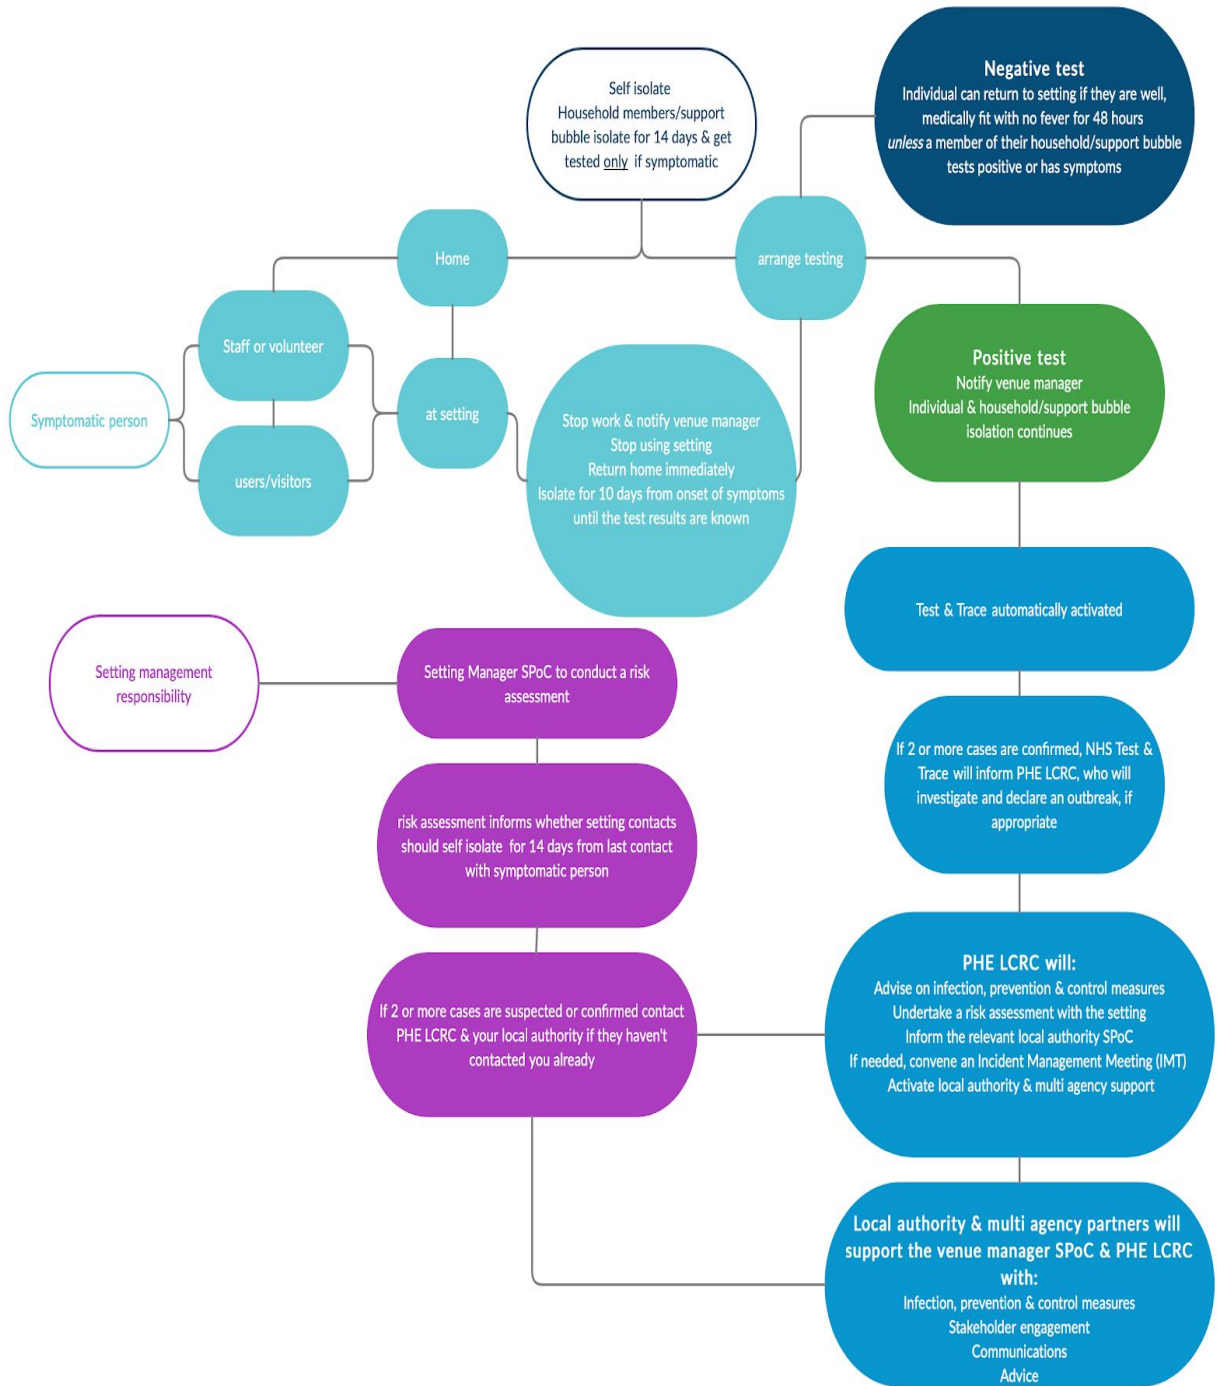 Self isolate
Household members/support
bubble isolate for 14 days & get
tested only if symptomatic
Negative test
Individual can return to setting if they are well,
medically fit with no fever for 48 hours
unless a member of their household/support bubble
tests positive or has symptoms
Home
arrange testing
Staff or volunteer
Symptomatic person
users/visitors
at setting
Stop work & notify venue manager
Stop using setting
Return home immediately
Isolate for 10 days from onset of symptoms
until the test results are known
Positive test
Notify venue manager
Individual & household/support bubble
isolation continues
Test & Trace automatically activated
Setting management
responsibility
Setting Manager SPoC to conduct a risk
assessment
If 2 or more cases are confirmed, NHS Test &
Trace will inform PHE LCRC, who will
investigate and declare an outbreak, if
appropriate
risk assessment informs whether setting contacts
should self isolate for 14 days from last contact
with symptomatic person
If 2 or more cases are suspected or confirmed contact
PHE LCRC & your local authority if they haven't
contacted you already
PHE LCRC will:
Advise on infection, prevention & control measures
Undertake a risk assessment with the setting
Inform the relevant local authority SPoC
If needed, convene an Incident Management Meeting (IMT)
Activate local authority & multi agency support
Local authority & multi agency partners will
support the venue manager SPoC & PHE LCRC
with:
Infection, prevention & control measures
Stakeholder engagement
Communications
Advice